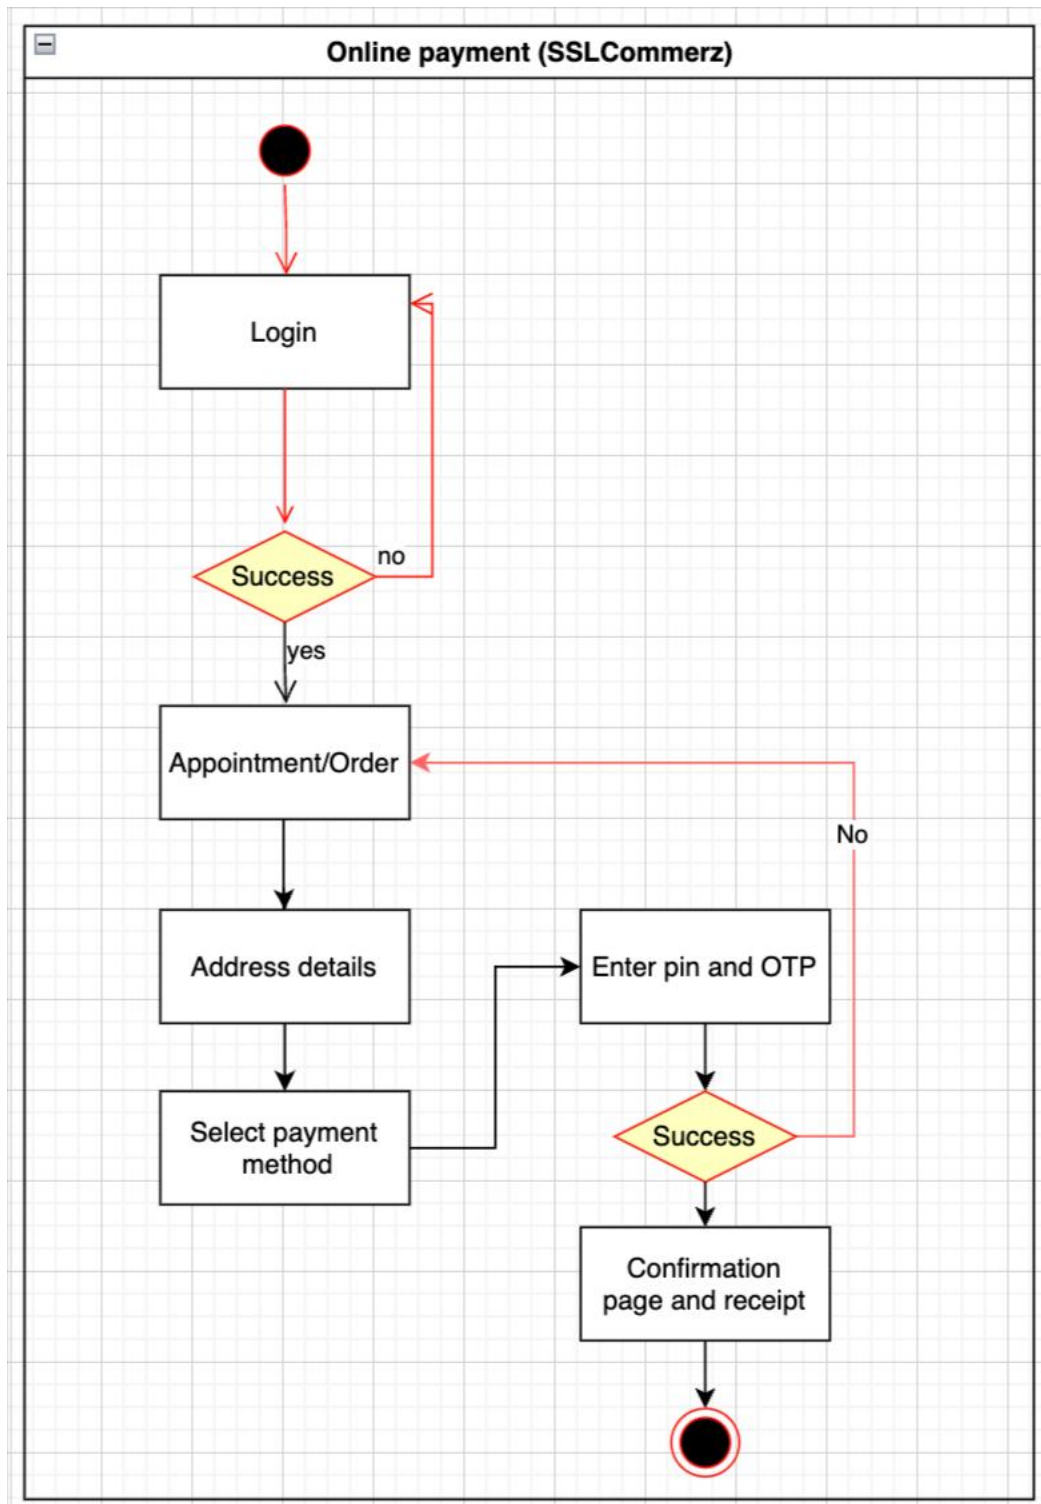 Online payment (SSLCommerz)
Login
no
Success
yes
Appointment/Order
No
Address details
Enter pin and OTP
Select payment
method
Success
Confirmation
page and receipt